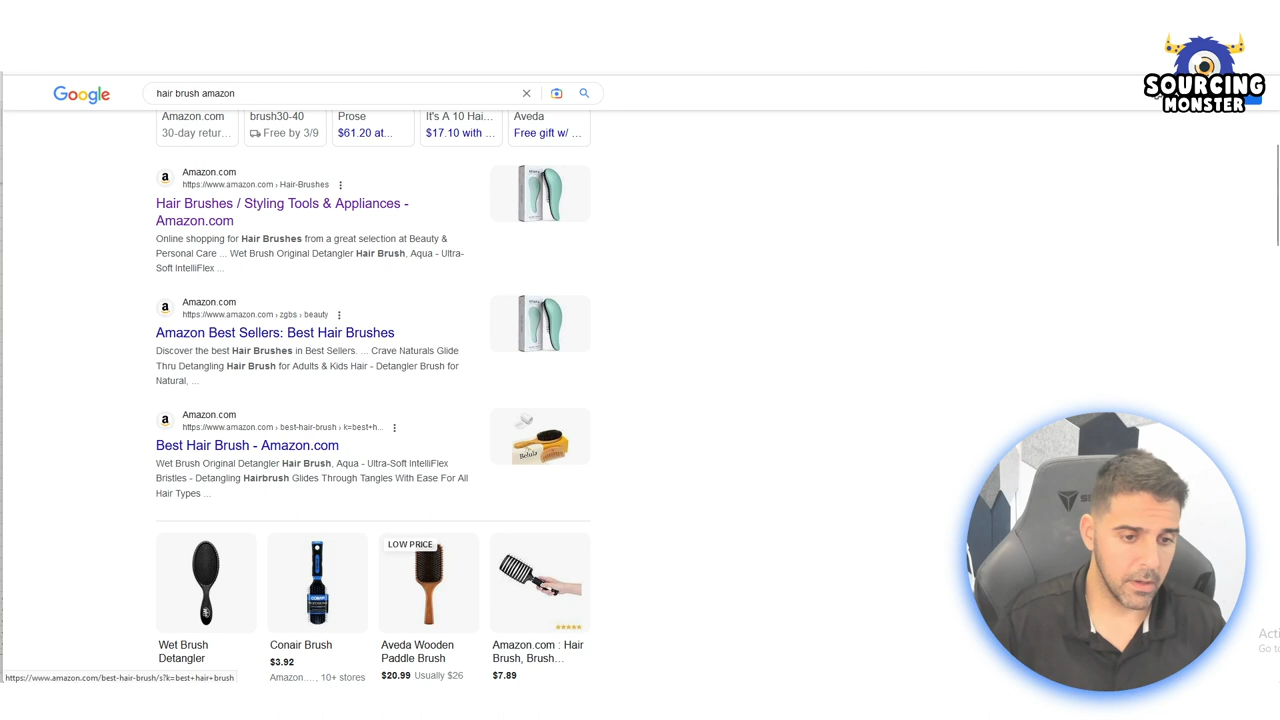 SOURCING
MONSTER
Google
hair brush amazon
Amazon.com
30-day retur...
brush30-40
Free by 3/9
Prose
$61.20 at...
It's A 10 Hai...
$17.10 with ...
Aveda
Free gift w/ ...
Amazon.com
https://www.amazon.com › Hair-Brushes
Hair Brushes / Styling Tools & Appliances -
Amazon.com
Online shopping for Hair Brushes from a great selection at Beauty &
Personal Care ... Wet Brush Original Detangler Hair Brush, Aqua - Ultra-
Soft IntelliFlex ...
Amazon.com
https://www.amazon.com › zgbs › beauty
Amazon Best Sellers: Best Hair Brushes
Discover the best Hair Brushes in Best Sellers. ... Crave Naturals Glide
Thru Detangling Hair Brush for Adults & Kids Hair - Detangler Brush for
Natural, ...
Amazon.com
https://www.amazon.com › best-hair-brush › k=best+h...
Best Hair Brush - Amazon.com
Wet Brush Original Detangler Hair Brush, Aqua - Ultra-Soft IntelliFlex
Bristles - Detangling Hairbrush Glides Through Tangles With Ease For All
Hair Types ...
Belula
LOW PRICE
Wet Brush
Detangler
Conair Brush
$3.92
Amazon...., 10+ stores
Aveda Wooden
Paddle Brush
$20.99 Usually $26
Amazon.com : Hair
Brush, Brush...
$7.89
https://www.amazon.com/best-hair-brush/s?k=best+hair+brush
Acti
Go to